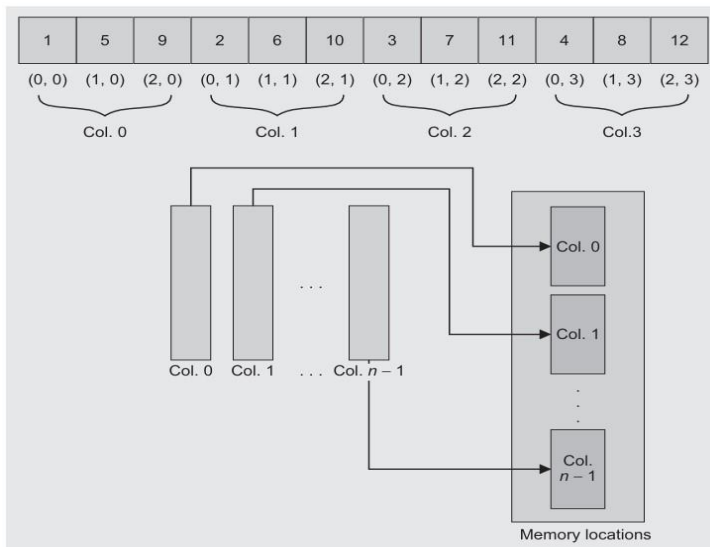 1 5 9 2 6 10 3 7 11 4 8 12
(0, 0) (1, 0) (2, 0) (0, 1) (1, 1) (2, 1) (0, 2) (1, 2) (2, 2) (0, 3) (1, 3) (2, 3)
Col. 0 Col. 1 Col. 2 Col.3
Col. 0
Col. 1
. . .
Col. 0 Col. 1 . . . Col. n – 1
.
.
.
Col.
n – 1
Memory locations